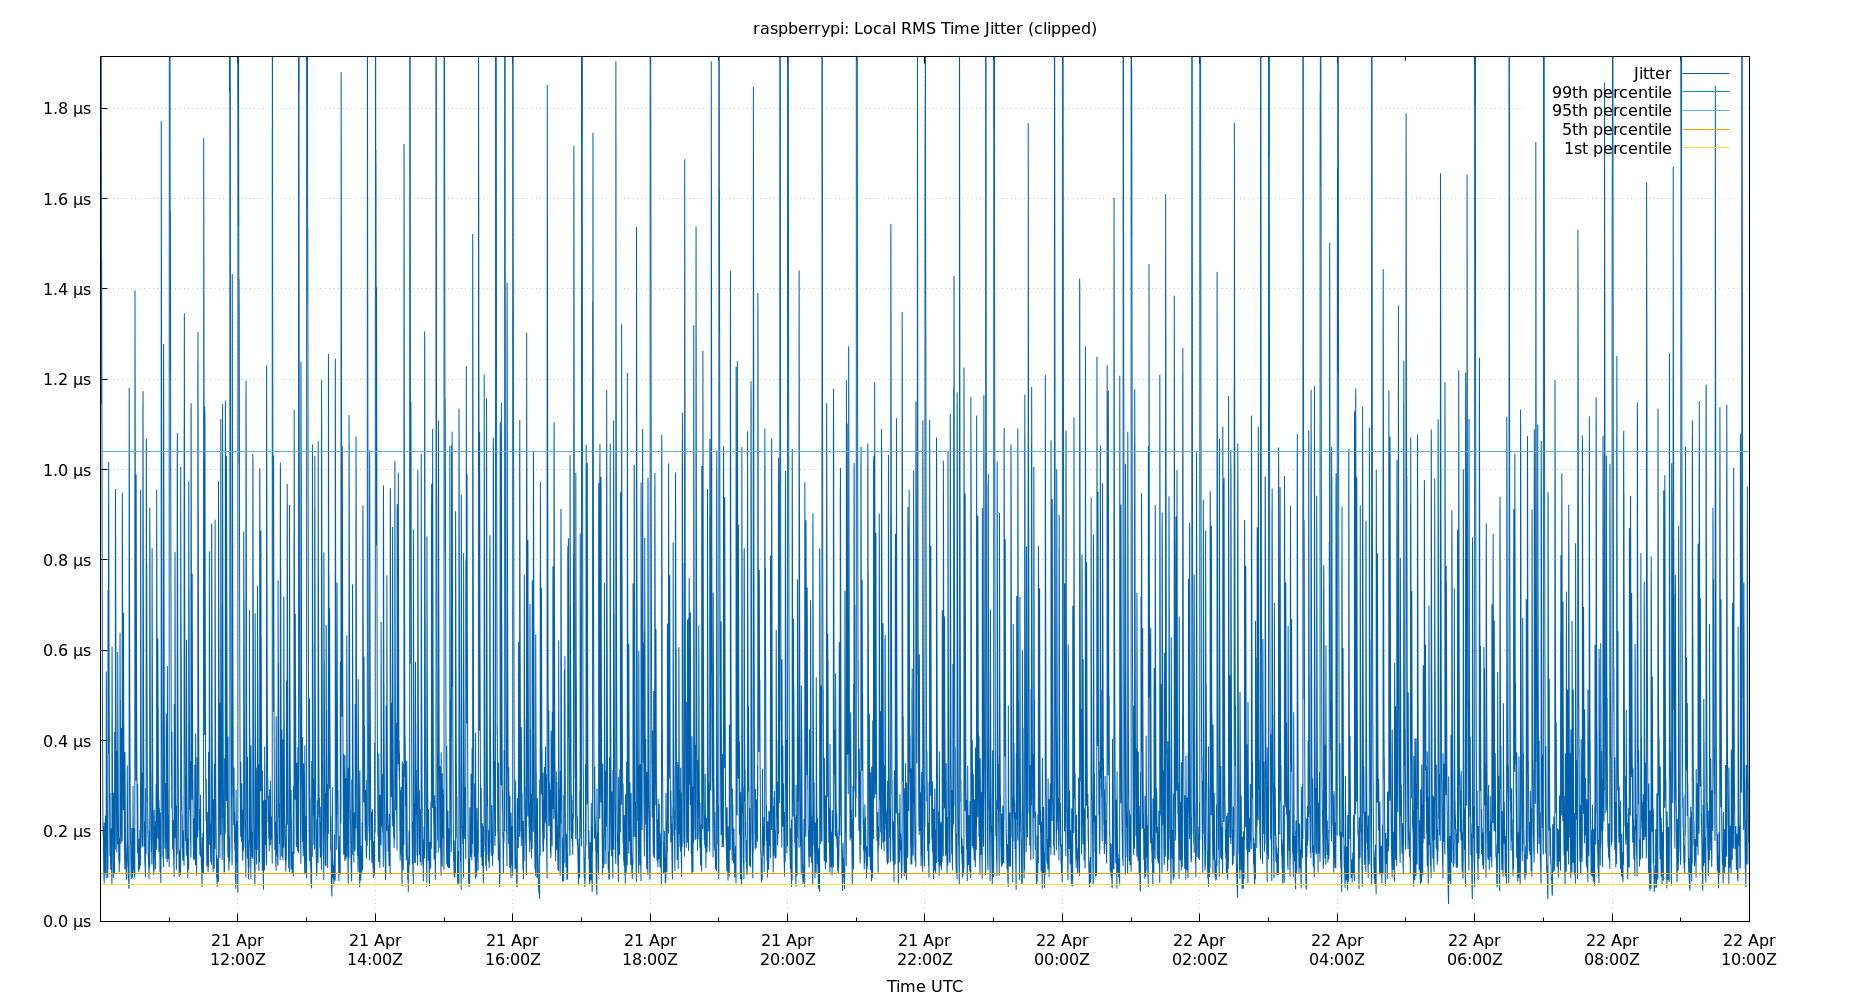 raspberrypi: Local RMS Time Jitter (clipped)
Jitter
99th percentile
95th percentile
5th percentile
1st percentile
1.8 µs
1.6 µs
1.4 µs
1.2 µs
1.0 µs
0.8 µs
0.6 µs
0.4 µs
0.2 µs
0.0 µs
21 Apr 21 Apr 21 Apr 21 Apr 21 Apr 21 Apr 22 Apr 22 Apr 22 Apr 22 Apr 22 Apr 22 Apr
12:00Z 14:00Z 16:00Z 18:00Z 20:00Z 22:00Z 00:00Z 02:00Z 04:00Z 06:00Z 08:00Z 10:00Z
Time UTC